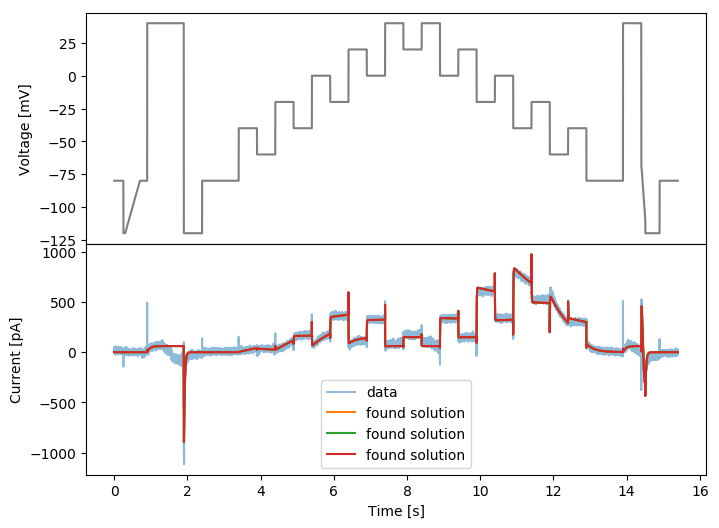 25
0
−25
−50
−75
−100
−125
Voltage [mV]
1000
500
0
−500
−1000
Current [pA]
data
found solution
found solution
found solution
0 2 4 6 8 10 12 14 16
Time [s]